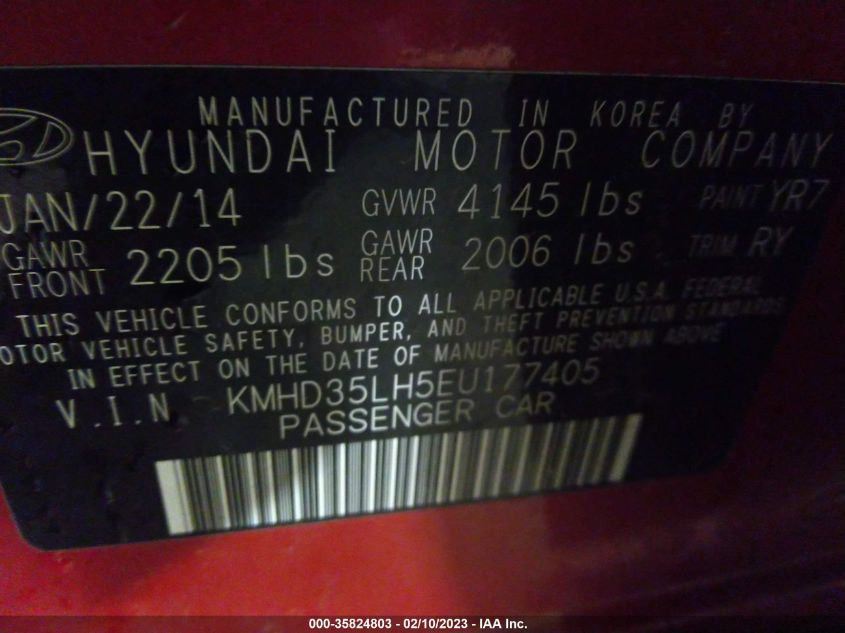 MANUFACTURED IN KOREA BY
HYUNDAI MOTOR COMPANY
JAN/22/14 GVWR 4145 lbs PAINT YR7
GAWR FRONT 2205 lbs GAWR REAR 2006 lbs TRIM RY
THIS VEHICLE CONFORMS TO ALL APPLICABLE U.S.A. FEDERAL
OTOR VEHICLE SAFETY, BUMPER, AND THEFT PREVENTION STANDARDS
IN EFFECT ON THE DATE OF MANUFACTURE SHOWN ABOVE
V.I.N KMHD35LH5EU177405
PASSENGER CAR
000-35824803 - 02/10/2023 - IAA Inc.